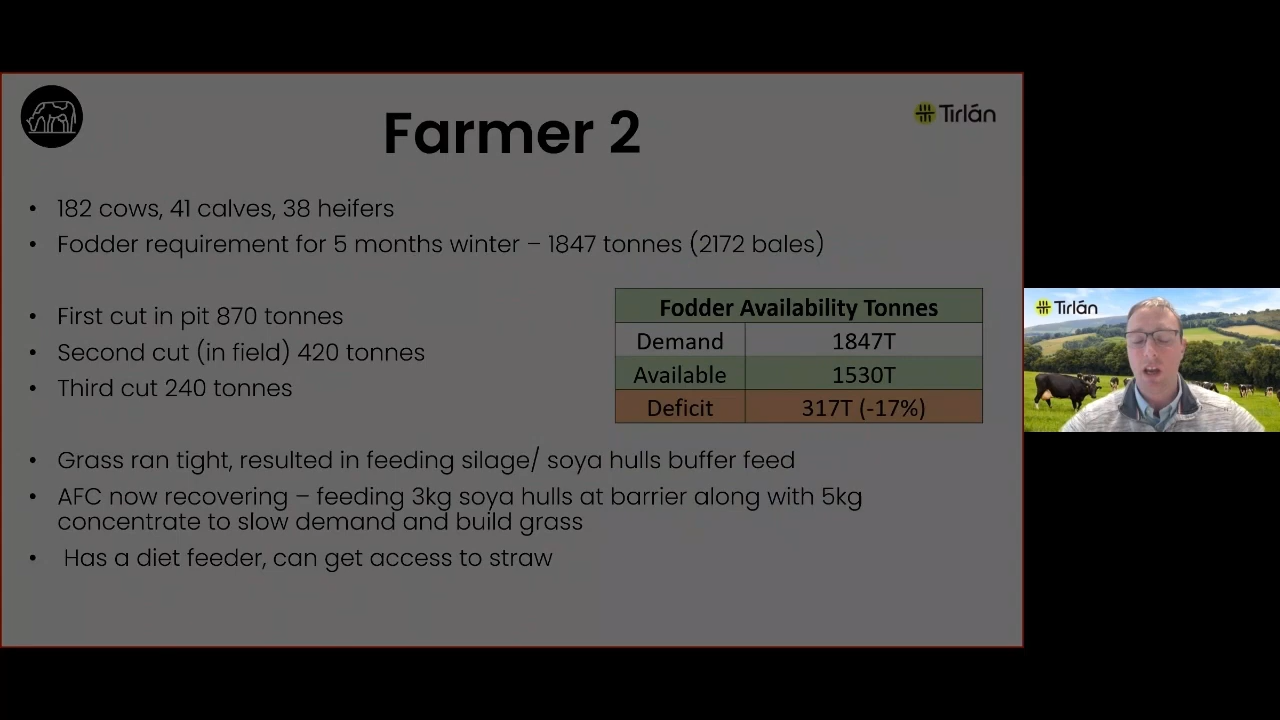 Farmer 2
Tirlán
182 cows, 41 calves, 38 heifers
Fodder requirement for 5 months winter – 1847 tonnes (2172 bales)
First cut in pit 870 tonnes
Second cut (in field) 420 tonnes
Third cut 240 tonnes
Fodder Availability Tonnes
Demand 1847T
Available 1530T
Deficit 317T (-17%)
Grass ran tight, resulted in feeding silage/ soya hulls buffer feed
AFC now recovering – feeding 3kg soya hulls at barrier along with 5kg
concentrate to slow demand and build grass
Has a diet feeder, can get access to straw
Tirlán